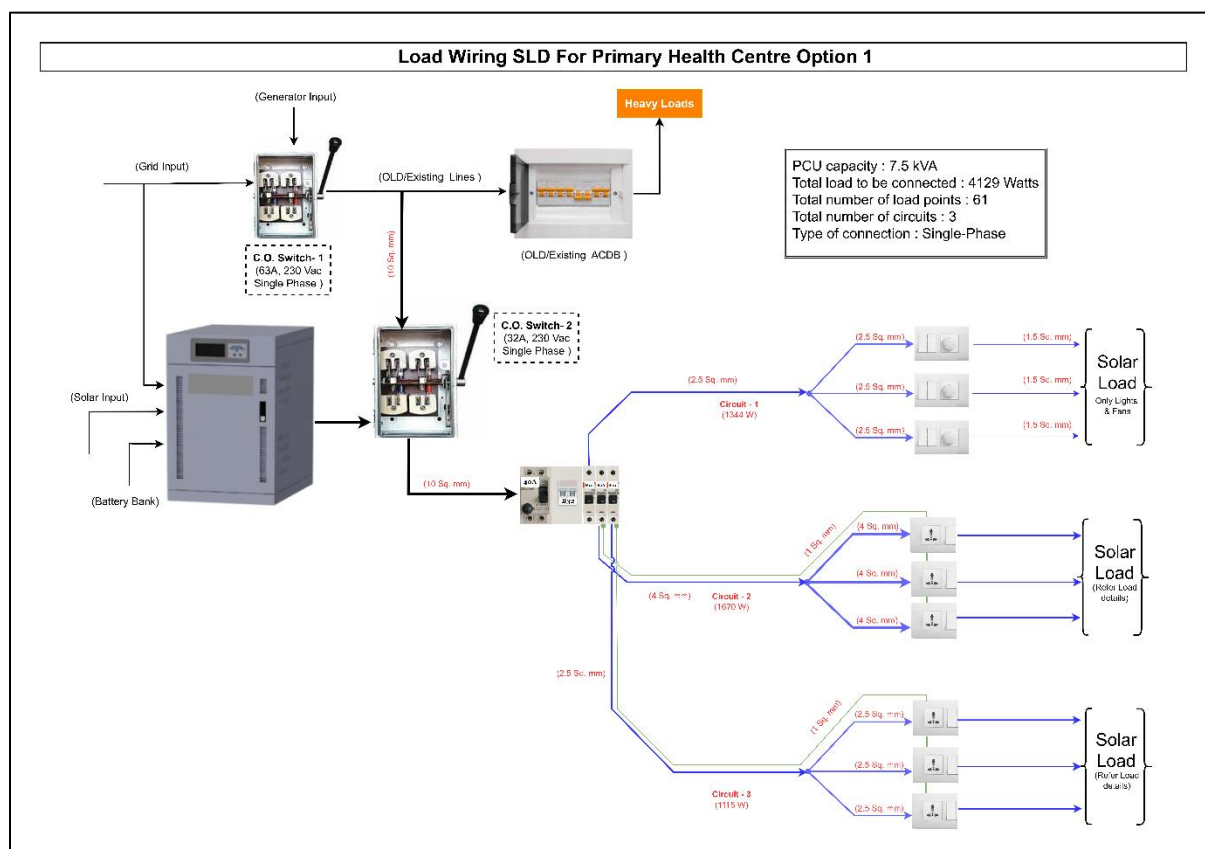 Load Wiring SLD For Primary Health Centre Option 1
(Generator Input)
Heavy Loads
(Grid Input)
(OLD/Existing Lines )
PCU capacity : 7.5 kVA
Total load to be connected : 4129 Watts
Total number of load points : 61
Total number of circuits : 3
Type of connection : Single-Phase
C.O. Switch- 1
(63A, 230 Vac
Single Phase )
(10 Sq. mm)
(OLD/Existing ACDB )
C.O. Switch- 2
(32A, 230 Vac
Single Phase )
(Solar Input)
(Battery Bank)
(10 Sq. mm)
40A
(2.5 Sq. mm)
Circuit - 1
(1344 W)
(2.5 Sq. mm)
(1.5 Sq. mm)
(2.5 Sq. mm)
(1.5 Sq. mm)
(2.5 Sq. mm)
(1.5 Sq. mm)
Solar
Load
Only Lights
& Fans
(4 Sq. mm)
Circuit - 2
(1670 W)
(1 Sq. mm)
(4 Sq. mm)
(4 Sq. mm)
(4 Sq. mm)
Solar
Load
(Refer Load
details)
(2.5 Sq. mm)
Circuit - 3
(1115 W)
(1 Sq. mm)
(2.5 Sq. mm)
(2.5 Sq. mm)
(2.5 Sq. mm)
Solar
Load
(Refer Load
details)